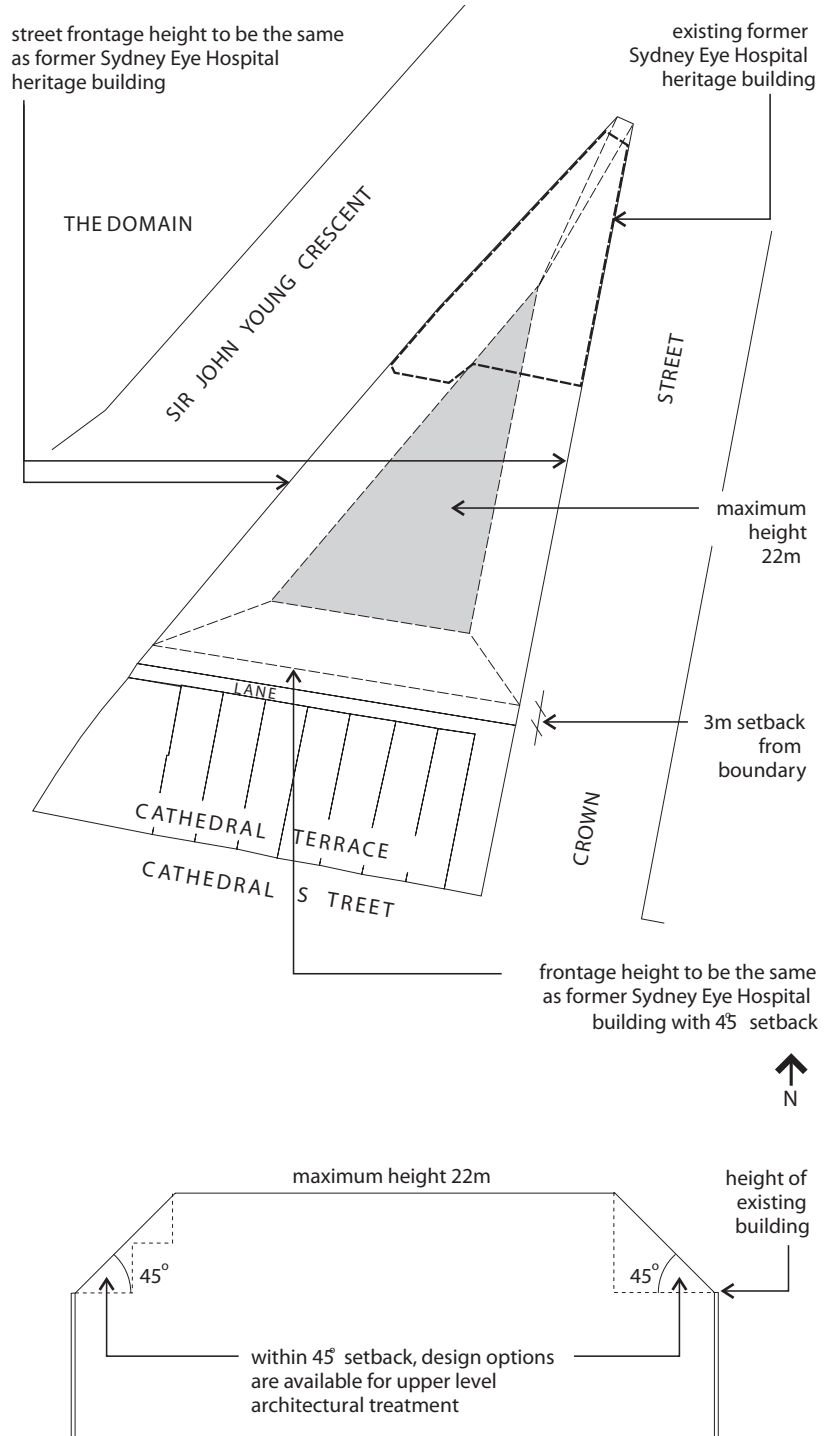 street frontage height to be the same
as former Sydney Eye Hospital
heritage building
existing former
Sydney Eye Hospital
heritage building
THE DOMAIN
SIR JOHN YOUNG CRESCENT
STREET
maximum
height
22m
LANE
3m setback
from
boundary
CATHEDRAL TERRACE
CROWN
CATHEDRAL S TREET
frontage height to be the same
as former Sydney Eye Hospital
building with 45° setback
N
maximum height 22m
height of
existing
building
45°
45°
within 45° setback, design options
are available for upper level
architectural treatment